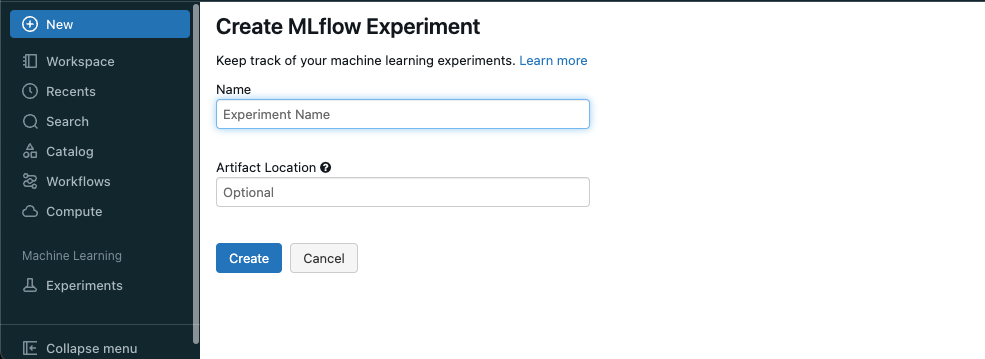 New
Workspace
Recents
Search
Catalog
Workflows
Compute
Machine Learning
Experiments
Collapse menu
Create MLflow Experiment
Keep track of your machine learning experiments. Learn more
Name
Experiment Name
Artifact Location
Optional
Create Cancel